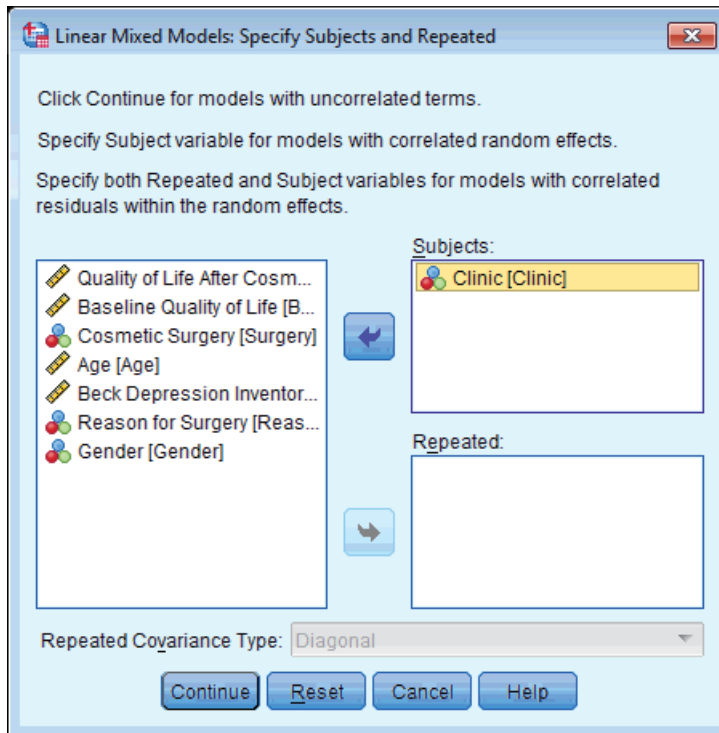 Linear Mixed Models: Specify Subjects and Repeated
Click Continue for models with uncorrelated terms.
Specify Subject variable for models with correlated random effects.
Specify both Repeated and Subject variables for models with correlated
residuals within the random effects.
Subjects:
Quality of Life After Cosm...
Baseline Quality of Life [B...
Cosmetic Surgery [Surgery]
Age [Age]
Beck Depression Inventor...
Reason for Surgery [Reas...
Gender [Gender]
Clinic [Clinic]
Repeated:
Repeated Covariance Type: Diagonal
Continue Reset Cancel Help